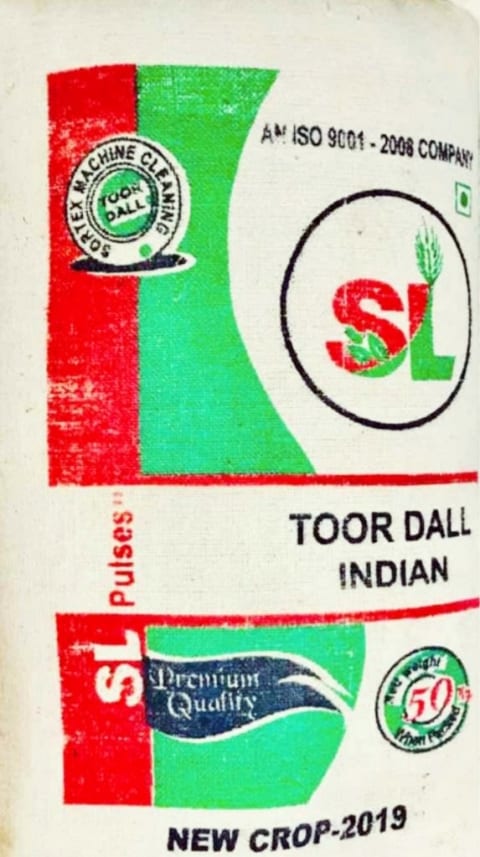 AN ISO 9001 - 2008 COMPANY
SORTEX MACHINE CLEANING
TOOR
DALL
SL
TOOR DALL
INDIAN
SL Pulses"
Premium
Quality
Net Weight
50 Kg
When Packed
NEW CROP-2019